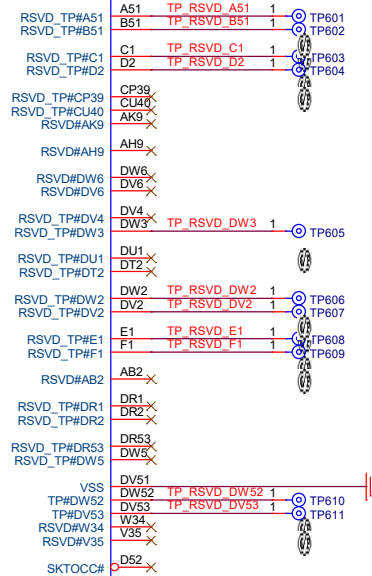 RSVD_TP#A51 A51 TP_RSVD_A51 1 TP601
RSVD_TP#B51 B51 TP_RSVD_B51 1 TP602
RSVD_TP#C1 C1 TP_RSVD_C1 1 TP603
RSVD_TP#D2 D2 TP_RSVD_D2 1 TP604
RSVD_TP#CP39 CP39
RSVD_TP#CU40 CU40
RSVD#AK9 AK9
RSVD#AH9 AH9
RSVD#DW6 DW6
RSVD#DV6 DV6
RSVD_TP#DV4 DV4
RSVD_TP#DW3 DW3 TP_RSVD_DW3 1 TP605
RSVD_TP#DU1 DU1
RSVD_TP#DT2 DT2
RSVD_TP#DW2 DW2 TP_RSVD_DW2 1 TP606
RSVD_TP#DV2 DV2 TP_RSVD_DV2 1 TP607
RSVD_TP#E1 E1 TP_RSVD_E1 1 TP608
RSVD_TP#F1 F1 TP_RSVD_F1 1 TP609
RSVD#AB2 AB2
RSVD_TP#DR1 DR1
RSVD_TP#DR2 DR2
RSVD_TP#DR53 DR53
RSVD_TP#DW5 DW5
VSS DV51
TP#DW52 DW52 TP_RSVD_DW52 1 TP610
TP#DV53 DV53 TP_RSVD_DV53 1 TP611
RSVD#W34 W34
RSVD#V35 V35
SKTOCC# D52